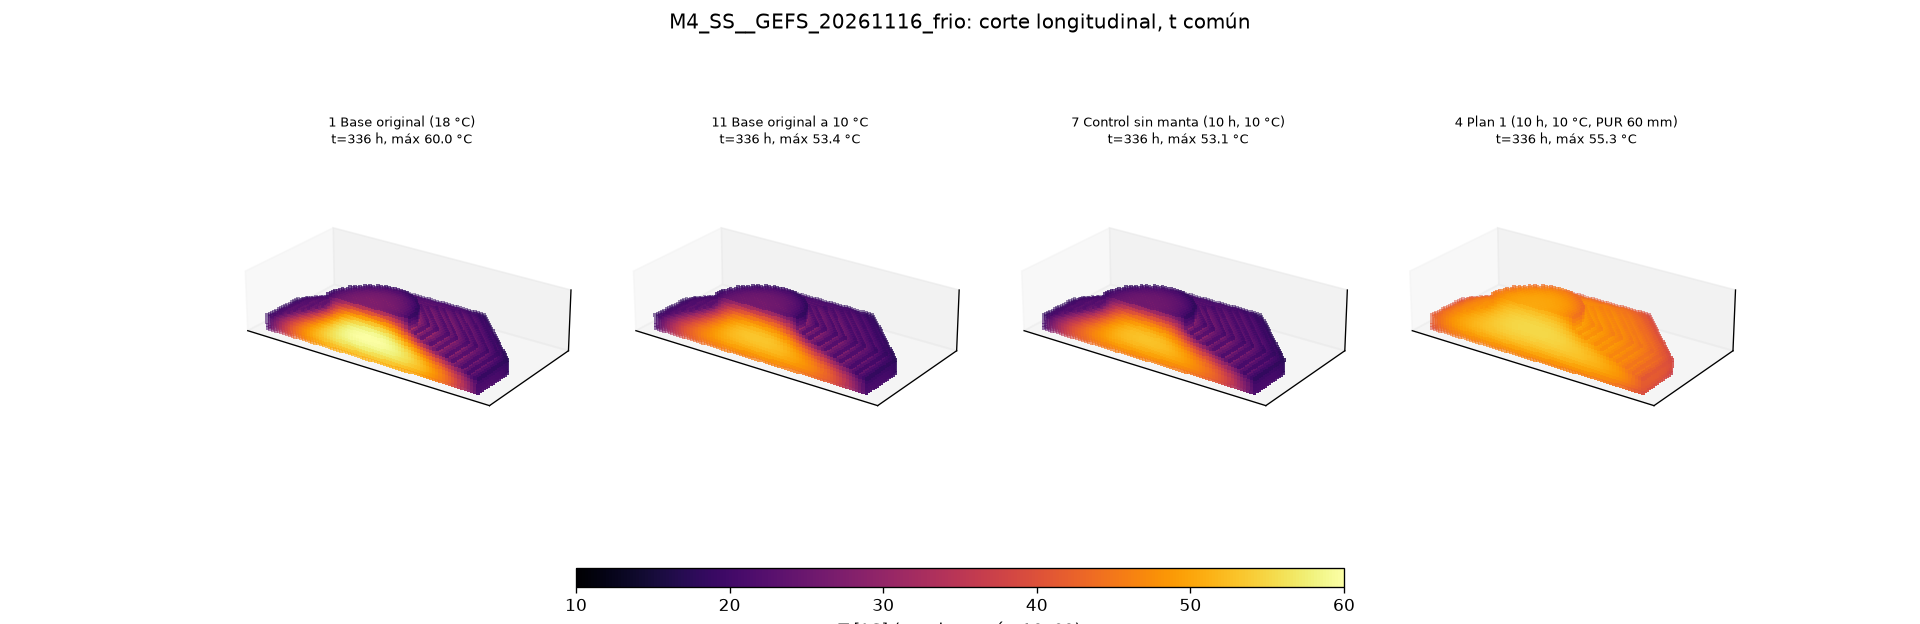 M4_SS__GEFS_20261116_frio: corte longitudinal, t común
1 Base original (18 °C)
t=336 h, máx 60.0 °C
11 Base original a 10 °C
t=336 h, máx 53.4 °C
7 Control sin manta (10 h, 10 °C)
t=336 h, máx 53.1 °C
4 Plan 1 (10 h, 10 °C, PUR 60 mm)
t=336 h, máx 55.3 °C
10 20 30 40 50 60